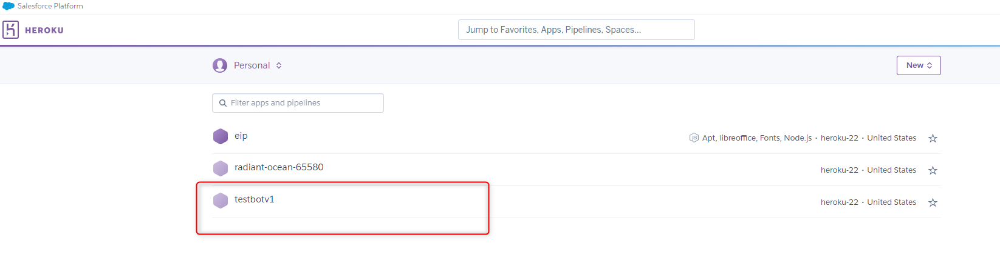 Salesforce Platform
HEROKU
Jump to Favorites, Apps, Pipelines, Spaces...
Personal
New
Filter apps and pipelines
eip
JS Apt, libreoffice, Fonts, Node.js · heroku-22 · United States
radiant-ocean-65580
heroku-22 · United States
testbotv1
heroku-22 · United States